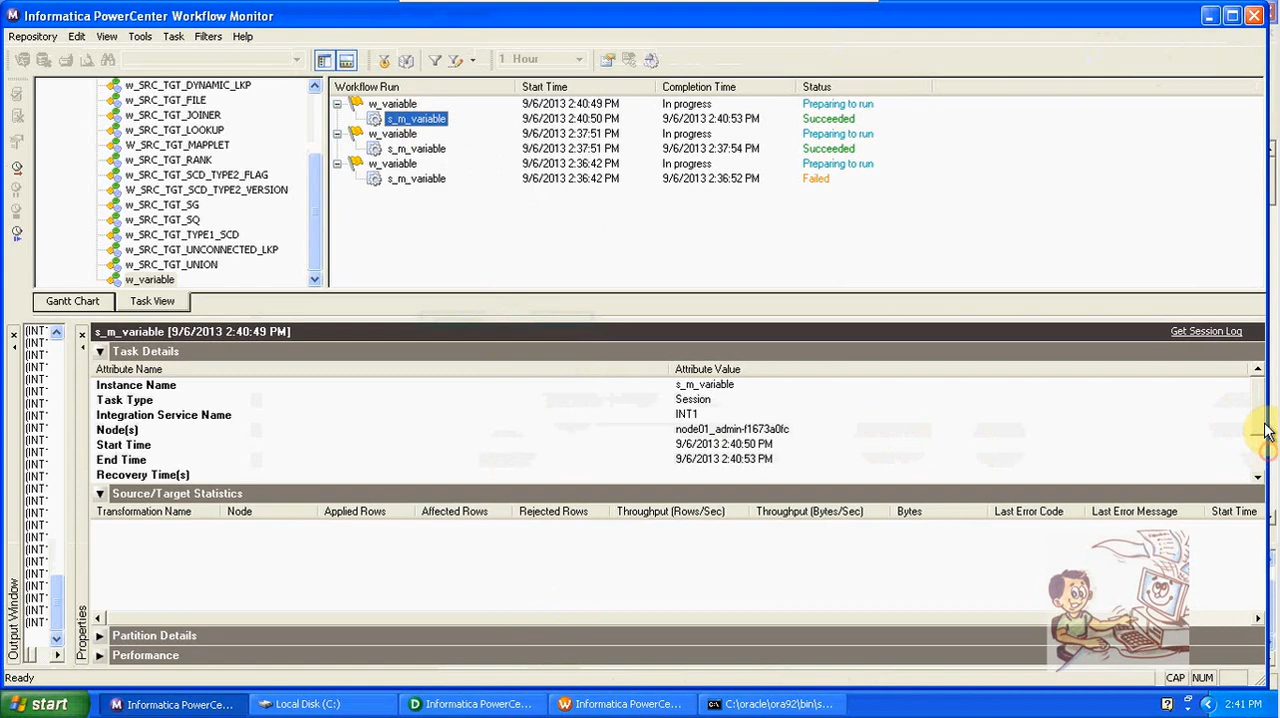 Informatica PowerCenter Workflow Monitor
Repository Edit View Tools Task Filters Help
1 Hour
w_SRC_TGT_DYNAMIC_LKP
w_SRC_TGT_FILE
w_SRC_TGT_JOINER
w_SRC_TGT_LOOKUP
W_SRC_TGT_MAPPLET
w_SRC_TGT_RANK
w_SRC_TGT_SCD_TYPE2_FLAG
W_SRC_TGT_SCD_TYPE2_VERSION
w_SRC_TGT_SG
w_SRC_TGT_SQ
w_SRC_TGT_TYPE1_SCD
w_SRC_TGT_UNCONNECTED_LKP
w_SRC_TGT_UNION
w_variable
Workflow Run Start Time Completion Time Status
w_variable 9/6/2013 2:40:49 PM In progress Preparing to run
s_m_variable 9/6/2013 2:40:50 PM 9/6/2013 2:40:53 PM Succeeded
w_variable 9/6/2013 2:37:51 PM In progress Preparing to run
s_m_variable 9/6/2013 2:37:51 PM 9/6/2013 2:37:54 PM Succeeded
w_variable 9/6/2013 2:36:42 PM In progress Preparing to run
s_m_variable 9/6/2013 2:36:42 PM 9/6/2013 2:36:52 PM Failed
Gantt Chart Task View
s_m_variable [9/6/2013 2:40:49 PM] Get Session Log
Task Details
Attribute Name Attribute Value
Instance Name s_m_variable
Task Type Session
Integration Service Name INT1
Node(s) node01_admin-f1673a0fc
Start Time 9/6/2013 2:40:50 PM
End Time 9/6/2013 2:40:53 PM
Recovery Time(s)
Source/Target Statistics
Transformation Name Node Applied Rows Affected Rows Rejected Rows Throughput (Rows/Sec) Throughput (Bytes/Sec) Bytes Last Error Code Last Error Message Start Time
Partition Details
Performance
Output Window
Properties
Ready CAP NUM
start Informatica PowerCe... Local Disk (C:) Informatica PowerCe... Informatica PowerCe... C:\oracle\ora92\bin\s... 2:41 PM